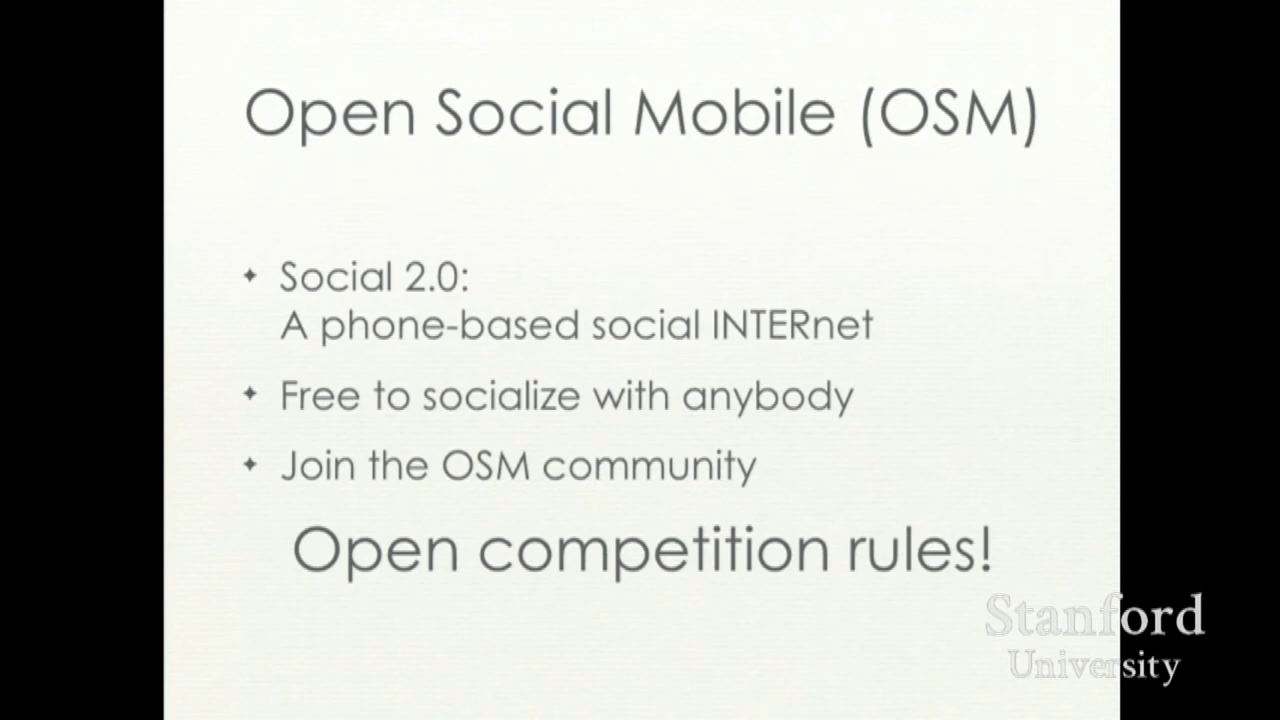 Open Social Mobile (OSM)
✦ Social 2.0:
A phone-based social INTERnet
✦ Free to socialize with anybody
✦ Join the OSM community
Open competition rules!
Stanford
University